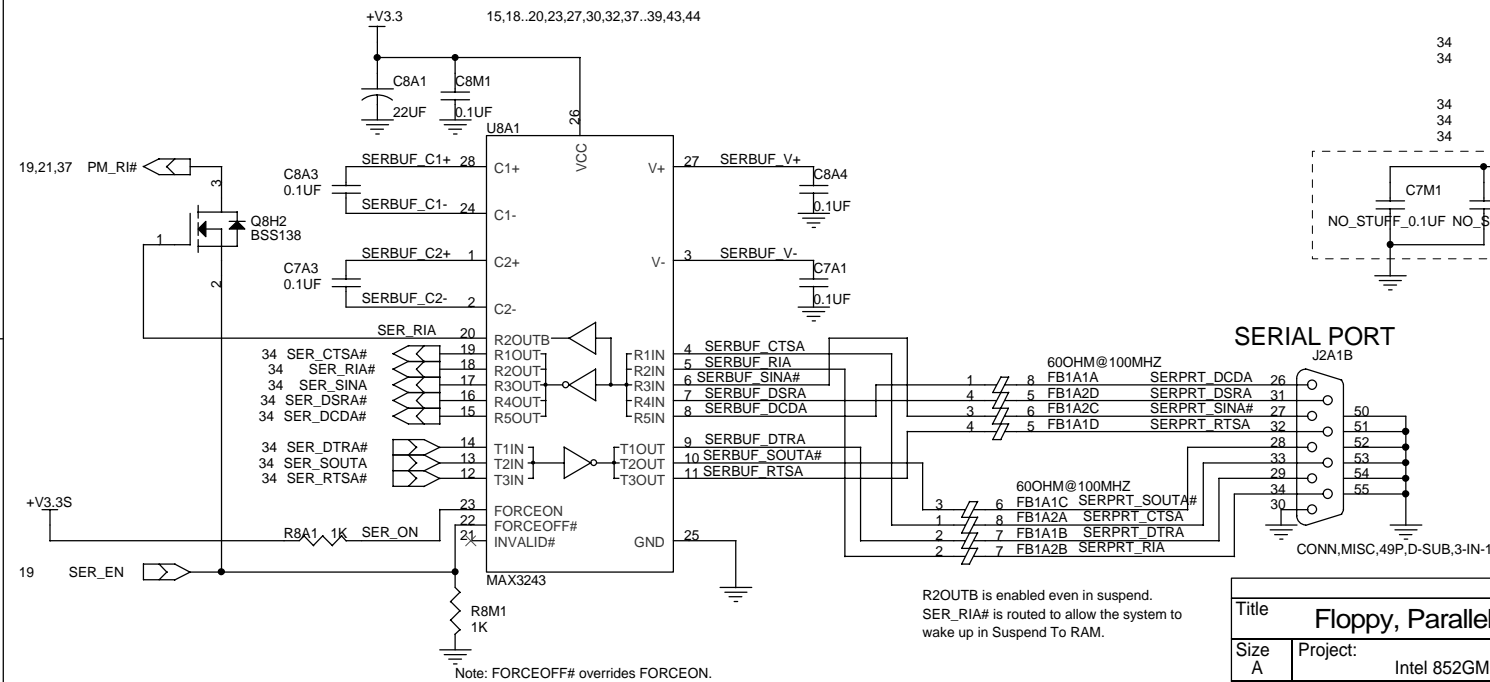 +V3.3
15,18..20,23,27,30,32,37..39,43,44
34
34
C8A1
22UF
C8M1
0.1UF
34
34
34
26
U8A1
VCC
19,21,37 PM_RI#
3
1
2
Q8H2
BSS138
C8A3
0.1UF
SERBUF_C1+ 28 C1+
SERBUF_C1- 24 C1-
C7A3
0.1UF
SERBUF_C2+ 1 C2+
SERBUF_C2- 2 C2-
V+ 27 SERBUF_V+
C8A4
0.1UF
V- 3 SERBUF_V-
C7A1
0.1UF
C7M1
NO_STUFF_0.1UF NO_S
SER_RIA 20 R2OUTB
34 SER_CTSA# 19 R1OUT
34 SER_RIA# 18 R2OUT
34 SER_SINA 17 R3OUT
34 SER_DSRA# 16 R4OUT
34 SER_DCDA# 15 R5OUT
R1IN 4 SERBUF_CTSA
R2IN 5 SERBUF_RIA
R3IN 6 SERBUF_SINA#
R4IN 7 SERBUF_DSRA
R5IN 8 SERBUF_DCDA
34 SER_DTRA# 14 T1IN
34 SER_SOUTA 13 T2IN
34 SER_RTSA# 12 T3IN
T1OUT 9 SERBUF_DTRA
T2OUT 10 SERBUF_SOUTA#
T3OUT 11 SERBUF_RTSA
+V3.3S
R8A1 1K SER_ON 23 FORCEON
22 FORCEOFF#
21 INVALID#
GND 25
19 SER_EN
MAX3243
R8M1
1K
Note: FORCEOFF# overrides FORCEON.
SERIAL PORT
J2A1B
60OHM@100MHZ
1 8 FB1A1A SERPRT_DCDA 26
4 5 FB1A2D SERPRT_DSRA 31
3 6 FB1A2C SERPRT_SINA# 27
4 5 FB1A1D SERPRT_RTSA 32
28
33
29
34
30
50
51
52
53
54
55
60OHM@100MHZ
3 6 FB1A1C SERPRT_SOUTA#
1 8 FB1A2A SERPRT_CTSA
2 7 FB1A1B SERPRT_DTRA
2 7 FB1A2B SERPRT_RIA
CONN,MISC,49P,D-SUB,3-IN-1
R2OUTB is enabled even in suspend.
SER_RIA# is routed to allow the system to
wake up in Suspend To RAM.
Title Floppy, Parallel
Size
A
Project:
Intel 852GM